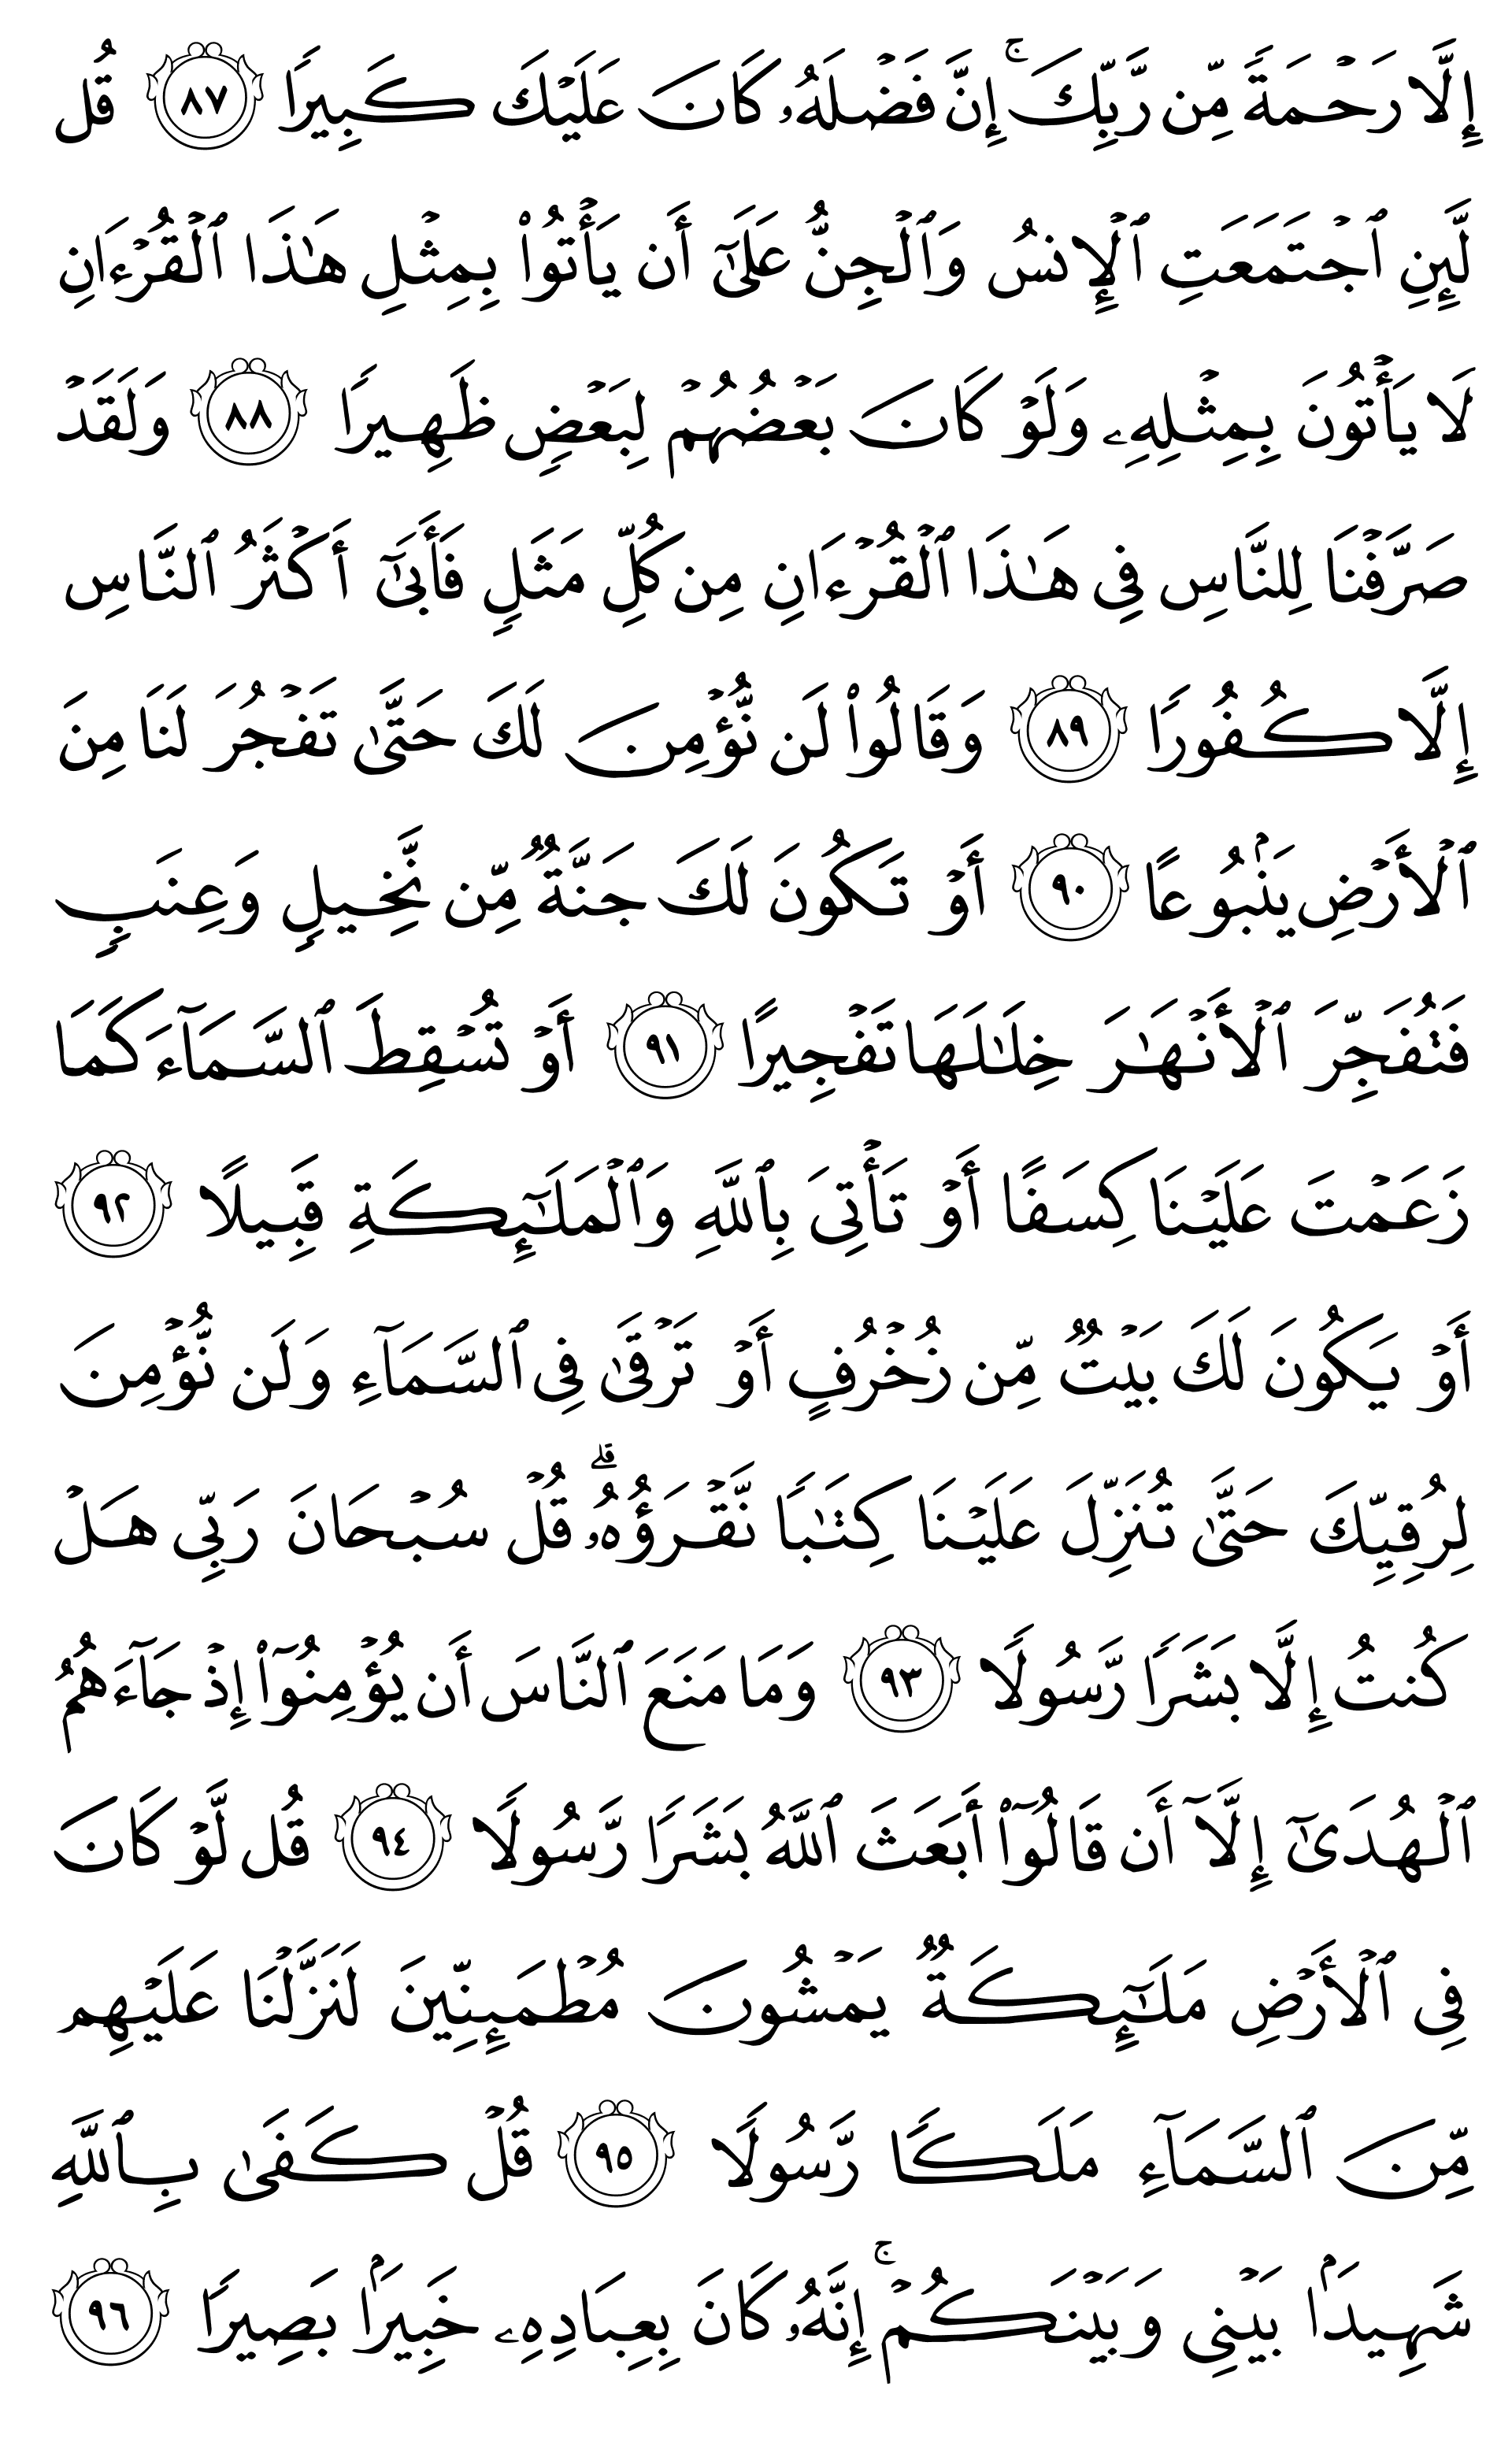 إِلَّا رَحۡمَةٗ مِّن رَّبِّكَۚ إِنَّ فَضۡلَهُۥ كَانَ عَلَيۡكَ كَبِيرٗا ٨٧ قُل
لَّئِنِ ٱجۡتَمَعَتِ ٱلۡإِنسُ وَٱلۡجِنُّ عَلَىٰٓ أَن يَأۡتُواْ بِمِثۡلِ هَٰذَا ٱلۡقُرۡءَانِ
لَا يَأۡتُونَ بِمِثۡلِهِۦ وَلَوۡ كَانَ بَعۡضُهُمۡ لِبَعۡضٖ ظَهِيرٗا ٨٨ وَلَقَدۡ
صَرَّفۡنَا لِلنَّاسِ فِي هَٰذَا ٱلۡقُرۡءَانِ مِن كُلِّ مَثَلٖ فَأَبَىٰٓ أَكۡثَرُ ٱلنَّاسِ
إِلَّا كُفُورٗا ٨٩ وَقَالُواْ لَن نُّؤۡمِنَ لَكَ حَتَّىٰ تَفۡجُرَ لَنَا مِنَ
ٱلۡأَرۡضِ يَنۢبُوعًا ٩٠ أَوۡ تَكُونَ لَكَ جَنَّةٞ مِّن نَّخِيلٖ وَعِنَبٖ
فَتُفَجِّرَ ٱلۡأَنۡهَٰرَ خِلَٰلَهَا تَفۡجِيرًا ٩١ أَوۡ تُسۡقِطَ ٱلسَّمَآءَ كَمَا
زَعَمۡتَ عَلَيۡنَا كِسَفًا أَوۡ تَأۡتِيَ بِٱللَّهِ وَٱلۡمَلَٰٓئِكَةِ قَبِيلًا ٩٢
أَوۡ يَكُونَ لَكَ بَيۡتٞ مِّن زُخۡرُفٍ أَوۡ تَرۡقَىٰ فِي ٱلسَّمَآءِ وَلَن نُّؤۡمِنَ
لِرُقِيِّكَ حَتَّىٰ تُنَزِّلَ عَلَيۡنَا كِتَٰبٗا نَّقۡرَؤُهُۥۗ قُلۡ سُبۡحَانَ رَبِّي هَلۡ
كُنتُ إِلَّا بَشَرٗا رَّسُولٗا ٩٣ وَمَا مَنَعَ ٱلنَّاسَ أَن يُؤۡمِنُوٓاْ إِذۡ جَآءَهُمُ
ٱلۡهُدَىٰٓ إِلَّآ أَن قَالُوٓاْ أَبَعَثَ ٱللَّهُ بَشَرٗا رَّسُولٗا ٩٤ قُل لَّوۡ كَانَ
فِي ٱلۡأَرۡضِ مَلَٰٓئِكَةٞ يَمۡشُونَ مُطۡمَئِنِّينَ لَنَزَّلۡنَا عَلَيۡهِم
مِّنَ ٱلسَّمَآءِ مَلَكٗا رَّسُولٗا ٩٥ قُلۡ كَفَىٰ بِٱللَّهِ
شَهِيدَۢا بَيۡنِي وَبَيۡنَكُمۡۚ إِنَّهُۥ كَانَ بِعِبَادِهِۦ خَبِيرَۢا بَصِيرٗا ٩٦